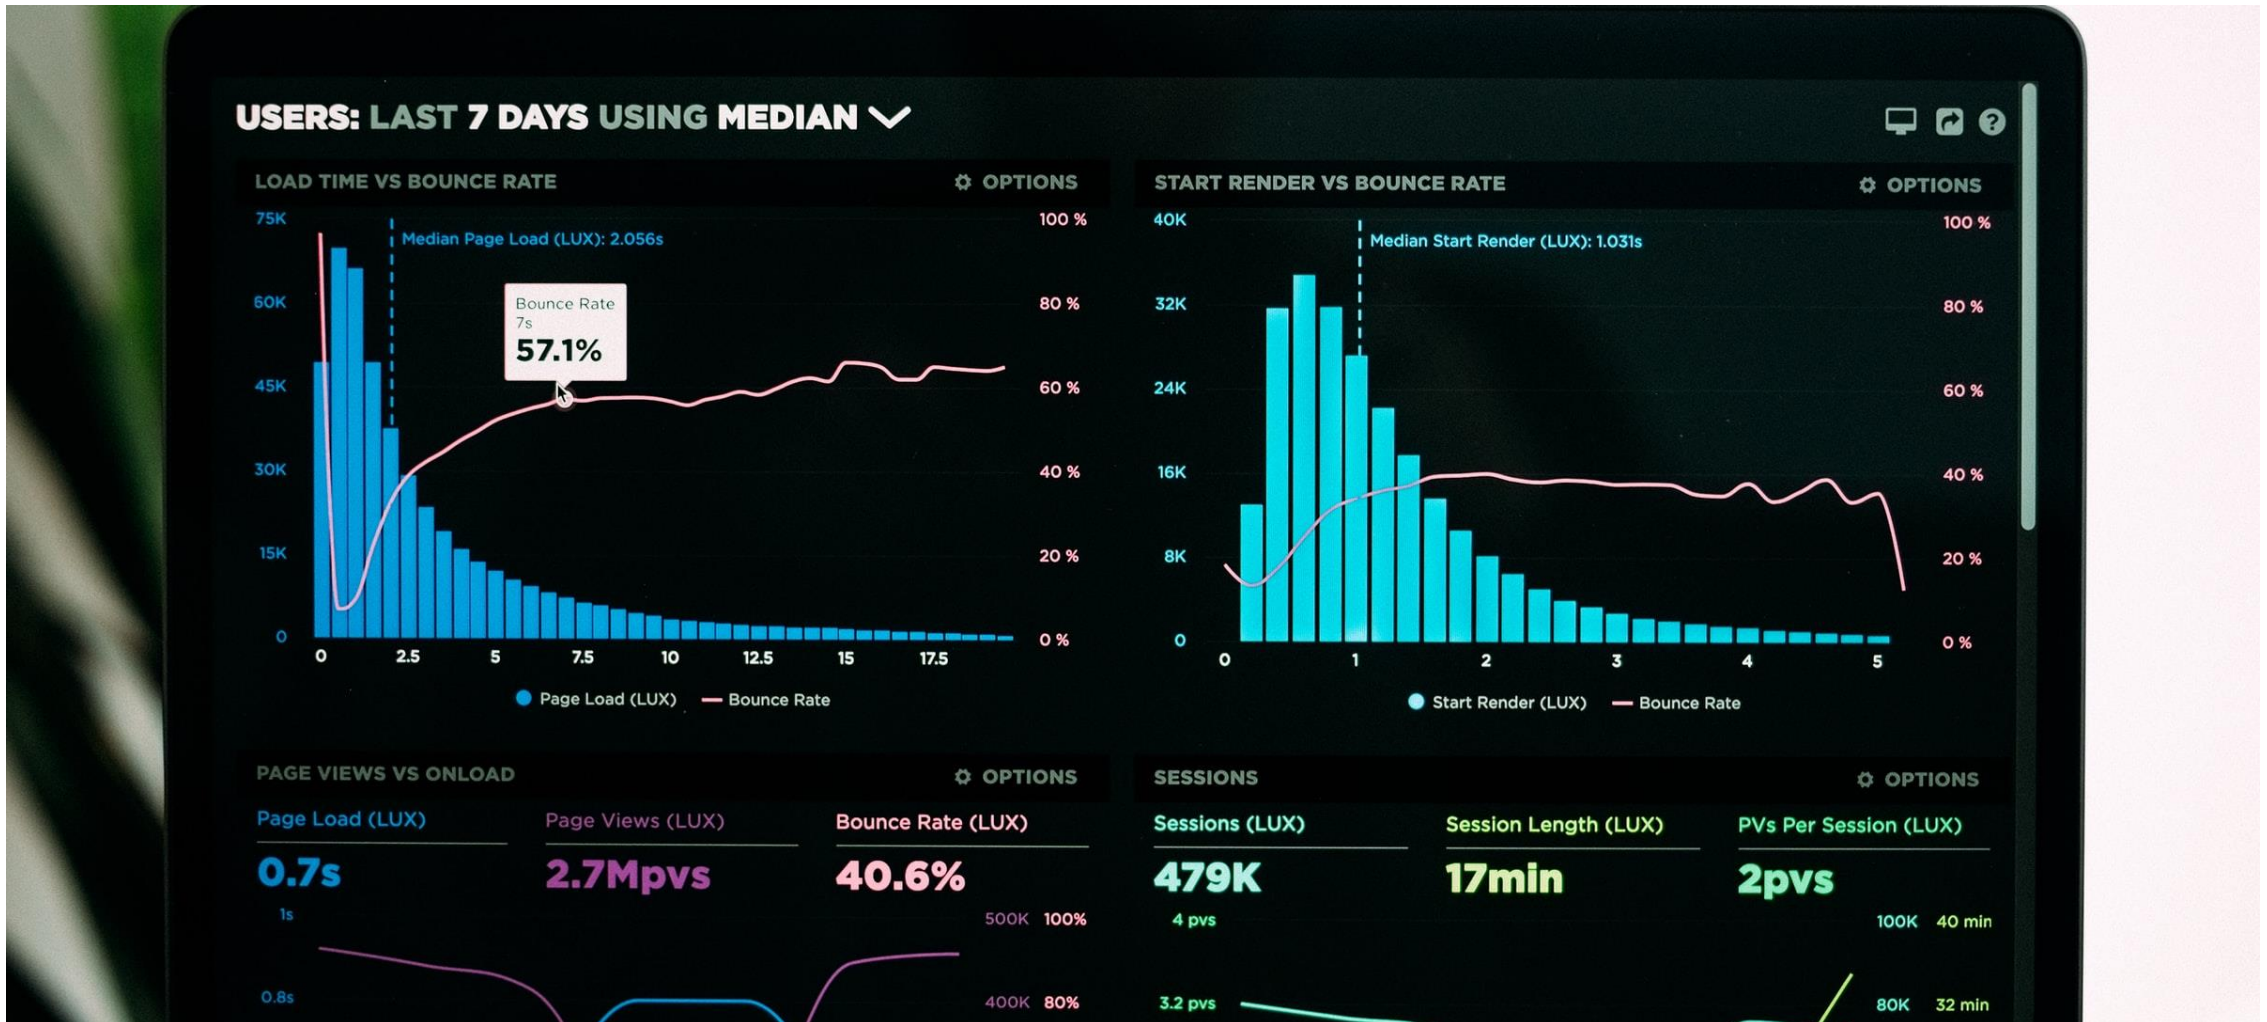 USERS: LAST 7 DAYS USING MEDIAN
LOAD TIME VS BOUNCE RATE
OPTIONS
75K
60K
45K
30K
15K
0
Median Page Load (LUX): 2.056s
Bounce Rate
7s
57.1%
100 %
80 %
60 %
40 %
20 %
0 %
0 2.5 5 7.5 10 12.5 15 17.5
Page Load (LUX) Bounce Rate
START RENDER VS BOUNCE RATE
OPTIONS
40K
32K
24K
16K
8K
0
Median Start Render (LUX): 1.031s
100 %
80 %
60 %
40 %
20 %
0 %
0 1 2 3 4 5
Start Render (LUX) Bounce Rate
PAGE VIEWS VS ONLOAD
OPTIONS
Page Load (LUX)
0.7s
Page Views (LUX)
2.7Mpvs
Bounce Rate (LUX)
40.6%
1s
500K 100%
0.8s
400K 80%
SESSIONS
OPTIONS
Sessions (LUX)
479K
Session Length (LUX)
17min
PVs Per Session (LUX)
2pvs
4 pvs
100K 40 min
3.2 pvs
80K 32 min